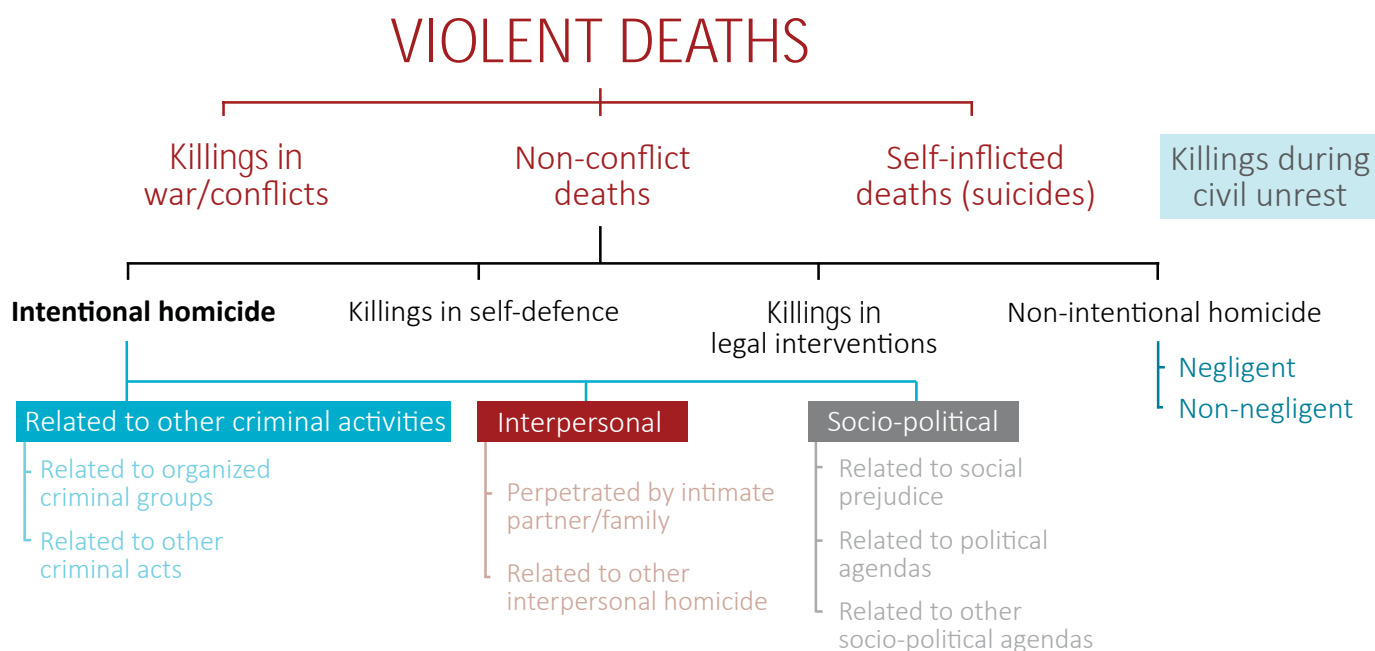 VIOLENT DEATHS
Killings in
war/conflicts
Non-conflict
deaths
Self-inflicted
deaths (suicides)
Killings during
civil unrest
Intentional homicide
Killings in self-defence
Killings in
legal interventions
Non-intentional homicide
Negligent
Non-negligent
Related to other criminal activities
Related to organized
criminal groups
Related to other
criminal acts
Interpersonal
Perpetrated by intimate
partner/family
Related to other
interpersonal homicide
Socio-political
Related to social
prejudice
Related to political
agendas
Related to other
socio-political agendas